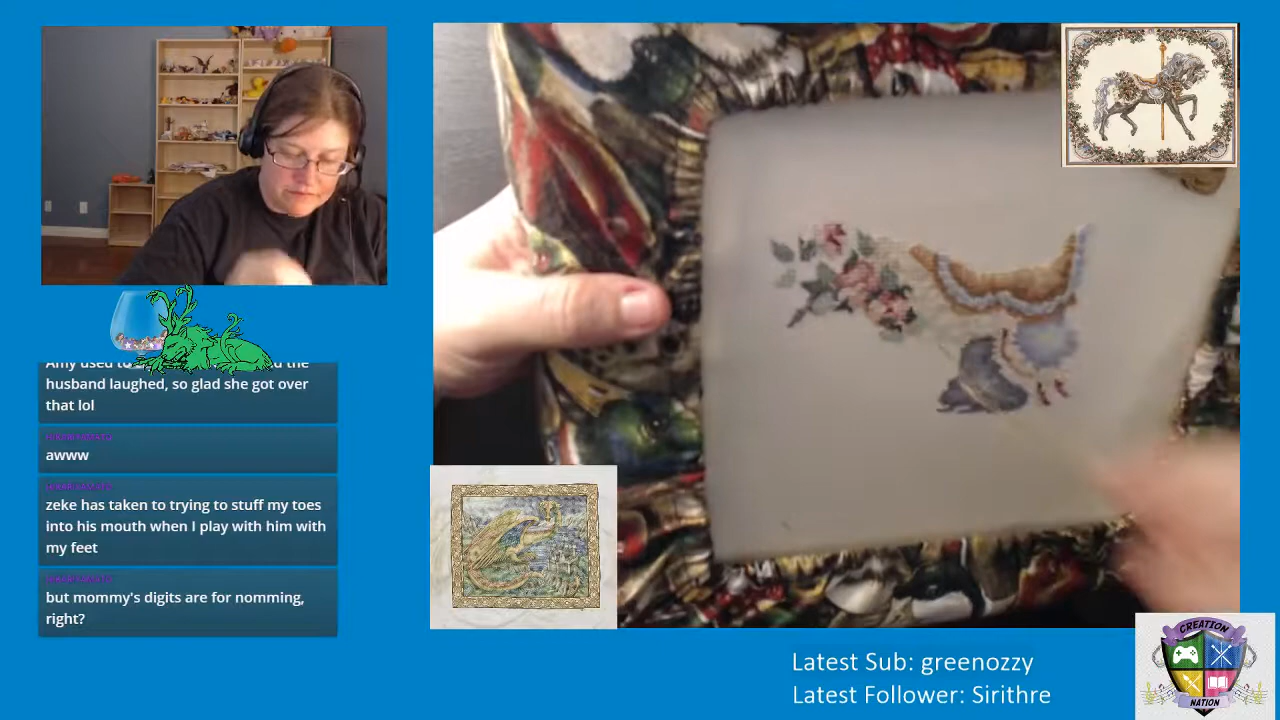 husband laughed, so glad she got over
that lol
awww
zeke has taken to trying to stuff my toes
into his mouth when I play with him with
my feet
but mommy's digits are for nomming,
right?
Latest Sub: greenozzy
Latest Follower: Sirithre
CREATION
NATION